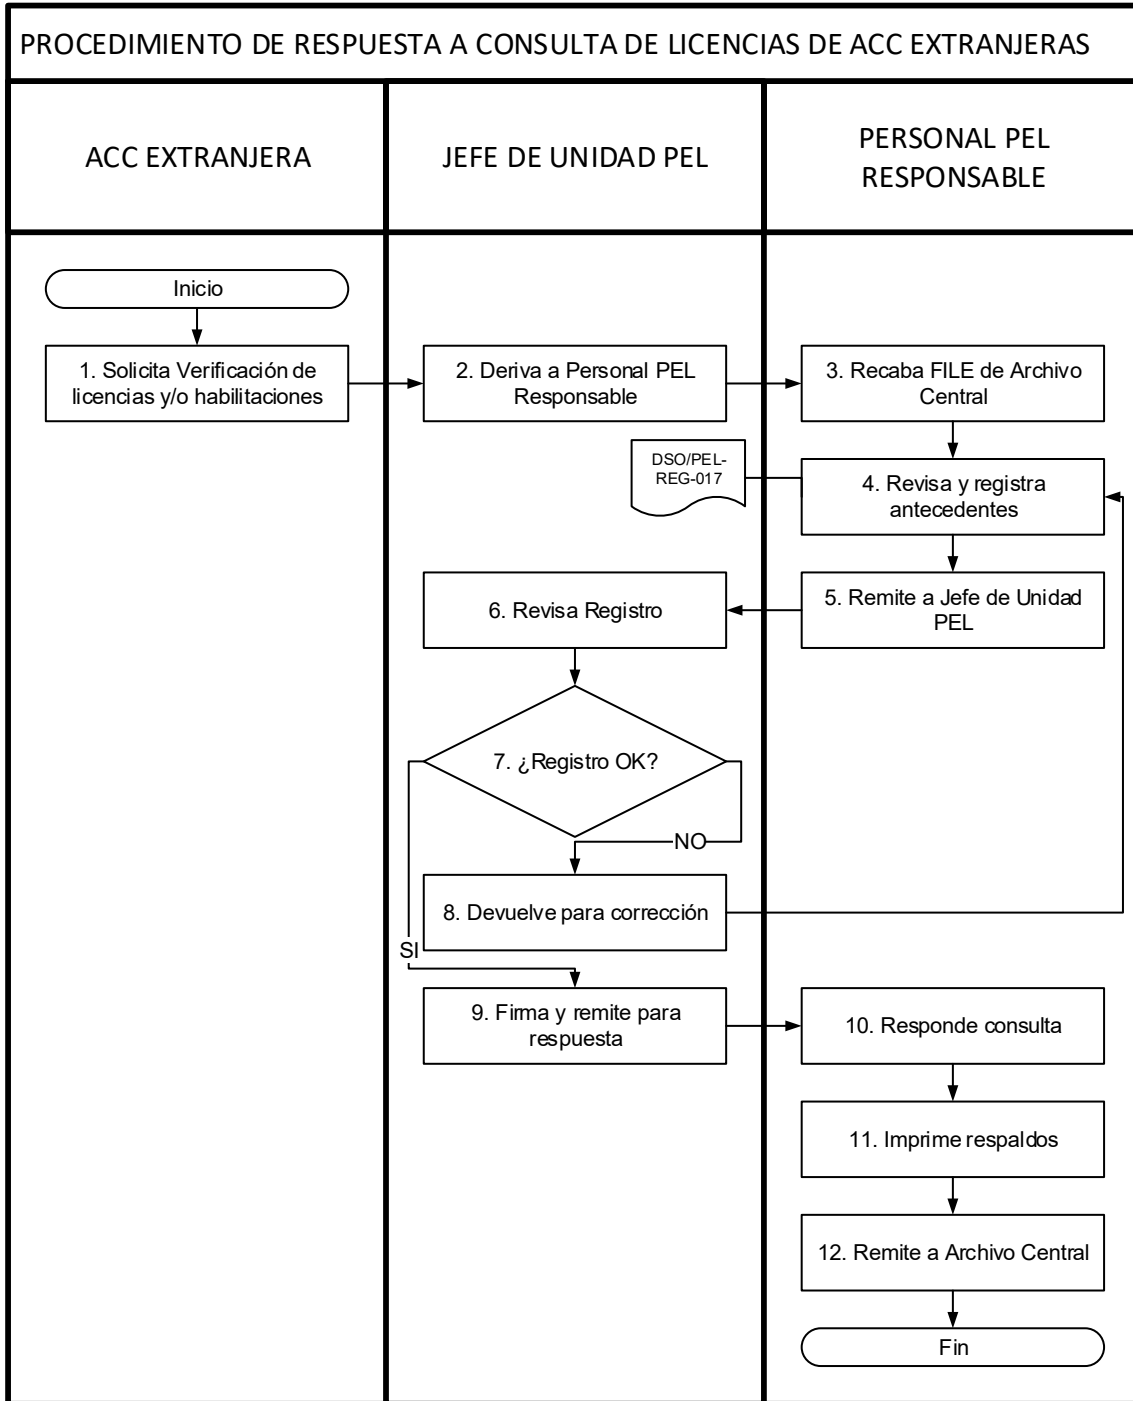 PROCEDIMIENTO DE RESPUESTA A CONSULTA DE LICENCIAS DE ACC EXTRANJERAS
ACC EXTRANJERA
JEFE DE UNIDAD PEL
PERSONAL PEL
RESPONSABLE
Inicio
1. Solicita Verificación de
licencias y/o habilitaciones
2. Deriva a Personal PEL
Responsable
3. Recaba FILE de Archivo
Central
DSO/PEL-
REG-017
4. Revisa y registra
antecedentes
5. Remite a Jefe de Unidad
PEL
6. Revisa Registro
7. ¿Registro OK?
NO
8. Devuelve para corrección
SI
9. Firma y remite para
respuesta
10. Responde consulta
11. Imprime respaldos
12. Remite a Archivo Central
Fin